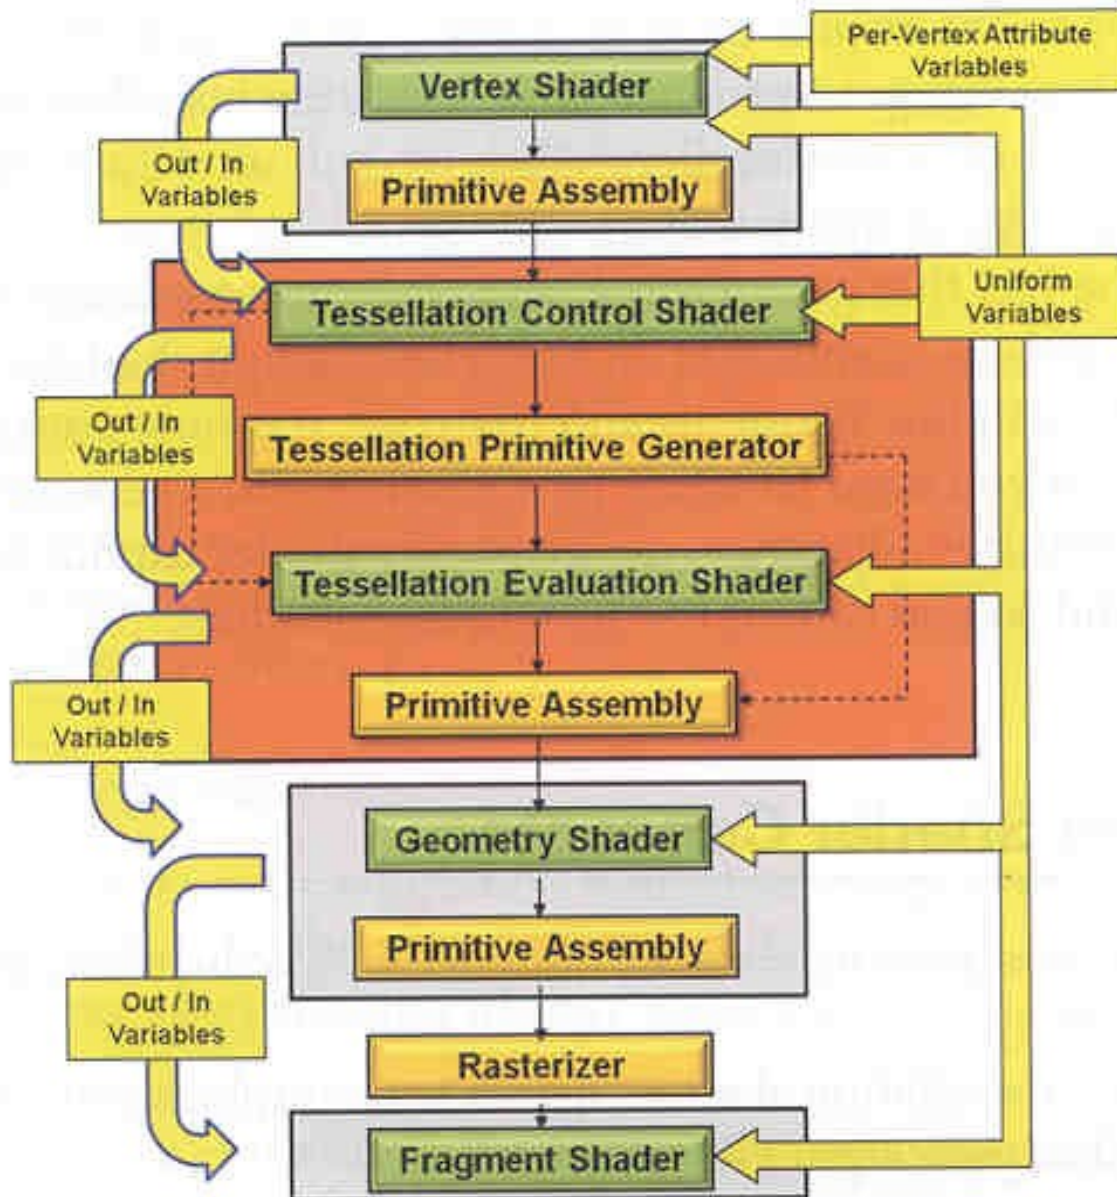 Per-Vertex Attribute
Variables
Vertex Shader
Out / In
Variables
Primitive Assembly
Tessellation Control Shader
Uniform
Variables
Out / In
Variables
Tessellation Primitive Generator
Tessellation Evaluation Shader
Out / In
Variables
Primitive Assembly
Geometry Shader
Primitive Assembly
Out / In
Variables
Rasterizer
Fragment Shader